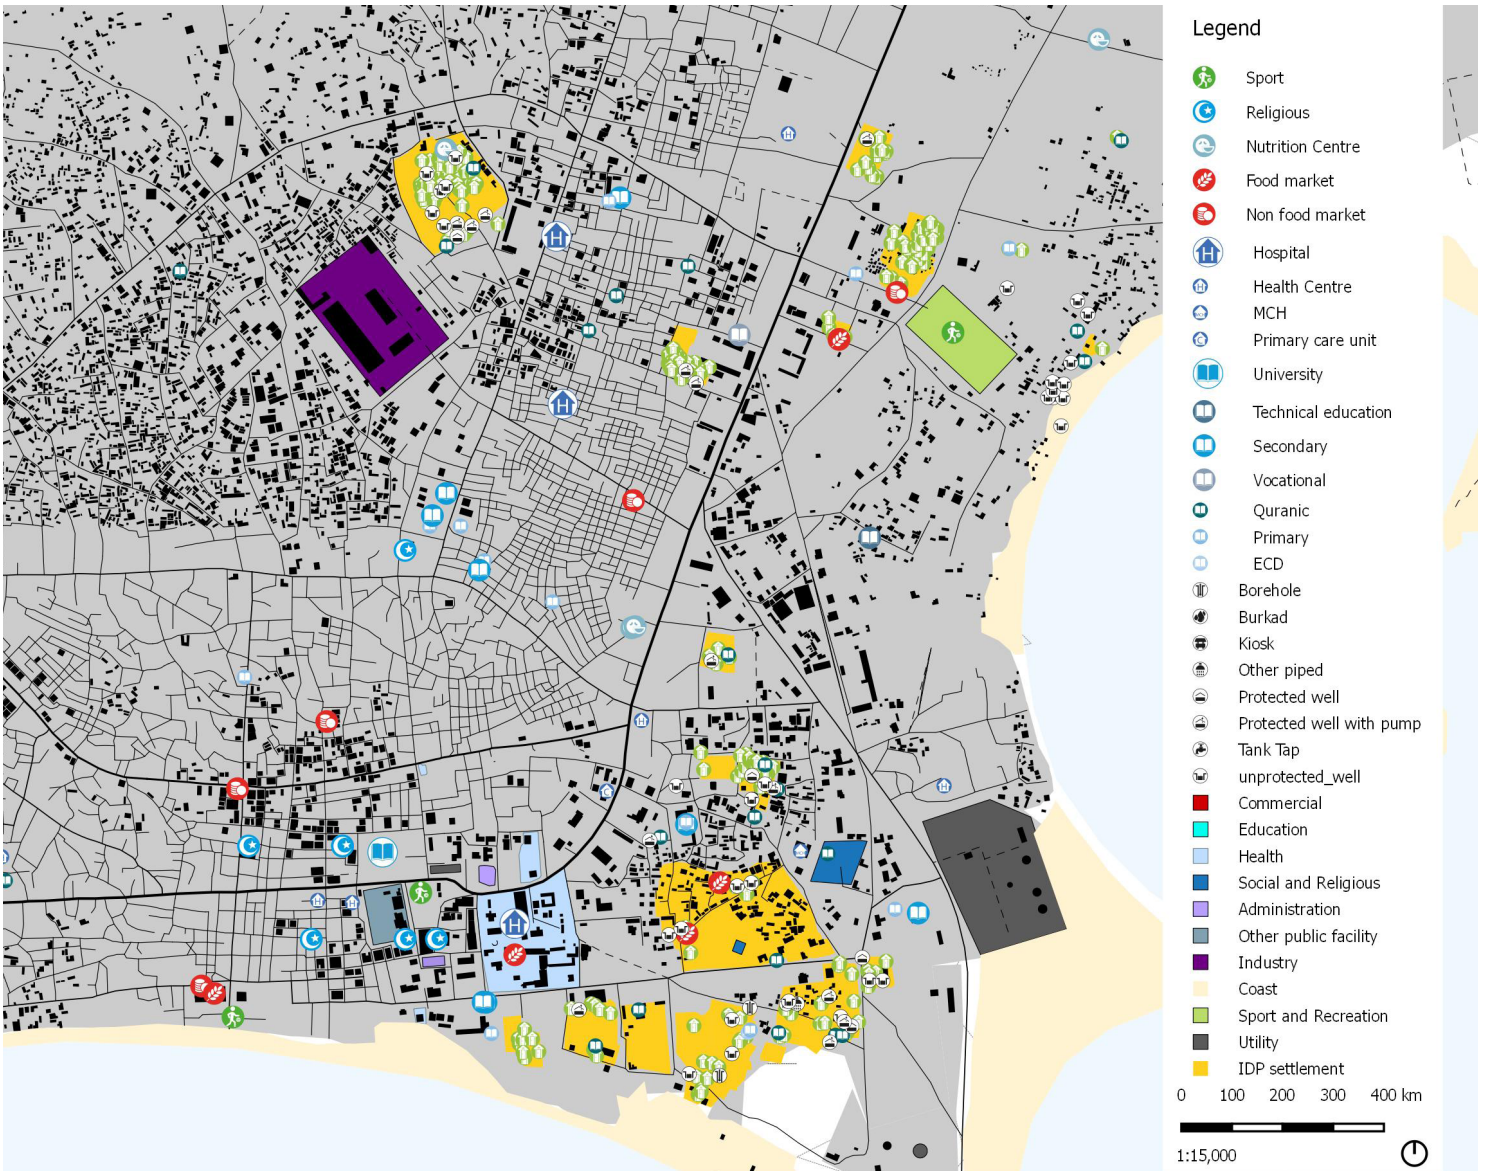 Legend
Sport
Religious
Nutrition Centre
Food market
Non food market
Hospital
Health Centre
MCH
Primary care unit
University
Technical education
Secondary
Vocational
Quranic
Primary
ECD
Borehole
Burkad
Kiosk
Other piped
Protected well
Protected well with pump
Tank Tap
unprotected_well
Commercial
Education
Health
Social and Religious
Administration
Other public facility
Industry
Coast
Sport and Recreation
Utility
IDP settlement
0 100 200 300 400 km
1:15,000